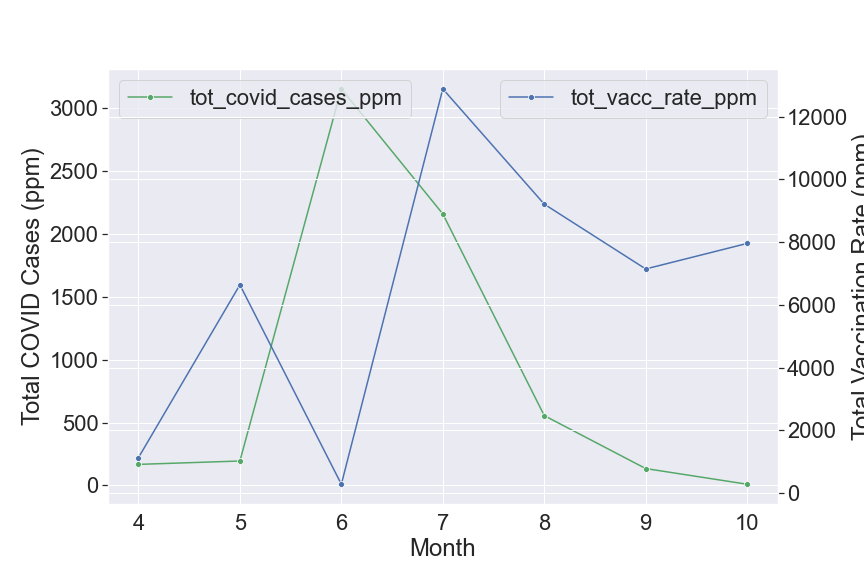 tot_covid_cases_ppm
tot_vacc_rate_ppm
3000
2500
2000
1500
1000
500
0
Total COVID Cases (ppm)
12000
10000
8000
6000
4000
2000
0
Total Vaccination Rate (ppm)
4 5 6 7 8 9 10
Month